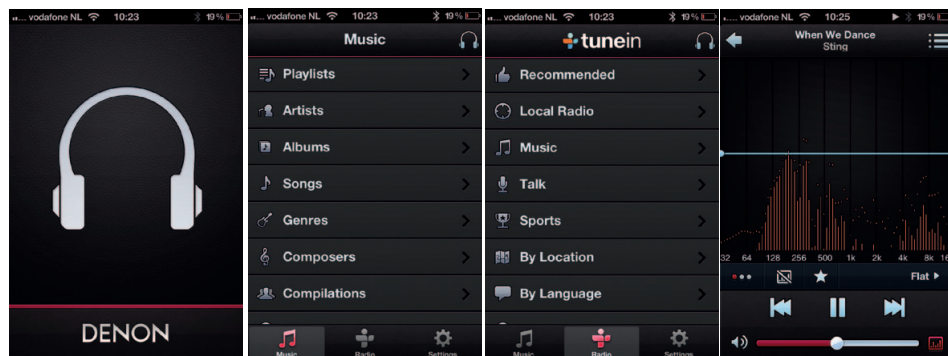 vodafone NL 10:23 19%
DENON
vodafone NL 10:23 19%
Music
Playlists
Artists
Albums
Songs
Genres
Composers
Compilations
Music Radio Settings
vodafone NL 10:23 19%
tunein
Recommended
Local Radio
Music
Talk
Sports
By Location
By Language
Music Radio Settings
vodafone NL 10:25 19%
When We Dance
Sting
32 64 128 256 500 1k 2k 4k 8k 16
Flat